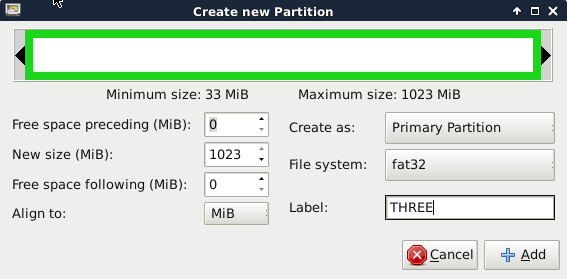 Create new Partition
Minimum size: 33 MiB Maximum size: 1023 MiB
Free space preceding (MiB): 0
New size (MiB): 1023
Free space following (MiB): 0
Align to: MiB
Create as: Primary Partition
File system: fat32
Label: THREE
Cancel Add